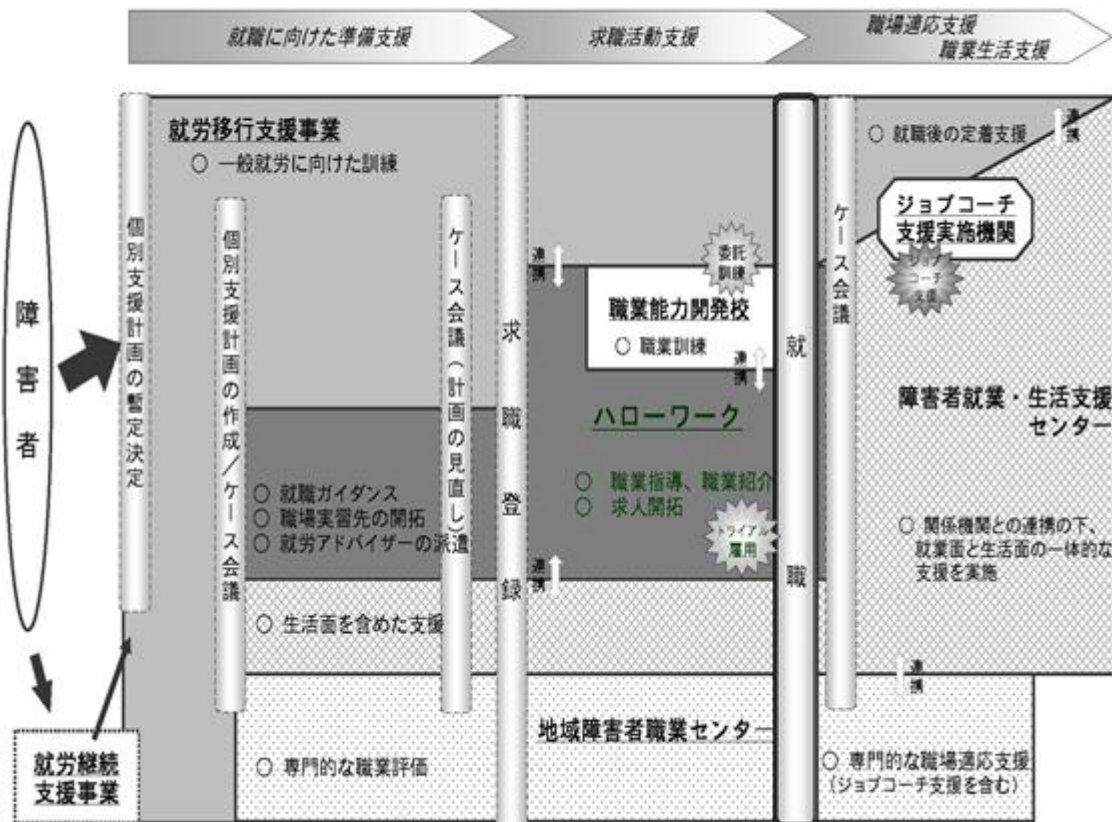 就職に向けた準備支援
求職活動支援
職場適応支援
職業生活支援
障害者
就労継続
支援事業
個別支援計画の暫定決定
就労移行支援事業
○ 一般就労に向けた訓練
個別支援計画の作成／ケース会議
ケース会議（計画の見直し）
○ 就職ガイダンス
○ 職場実習先の開拓
○ 就労アドバイザーの派遣
○ 生活面を含めた支援
○ 専門的な職業評価
求職登録
連携
委託
訓練
職業能力開発校
○ 職業訓練
連携
ハローワーク
○ 職業指導、職業紹介
○ 求人開拓
トライアル
雇用
連携
地域障害者職業センター
就職
ケース会議
○ 就職後の定着支援
連携
ジョブコーチ
支援実施機関
ジョブ
コーチ
支援
障害者就業・生活支援
センター
○ 関係機関との連携の下、
就業面と生活面の一体的な
支援を実施
連携
○ 専門的な職場適応支援
（ジョブコーチ支援を含む）